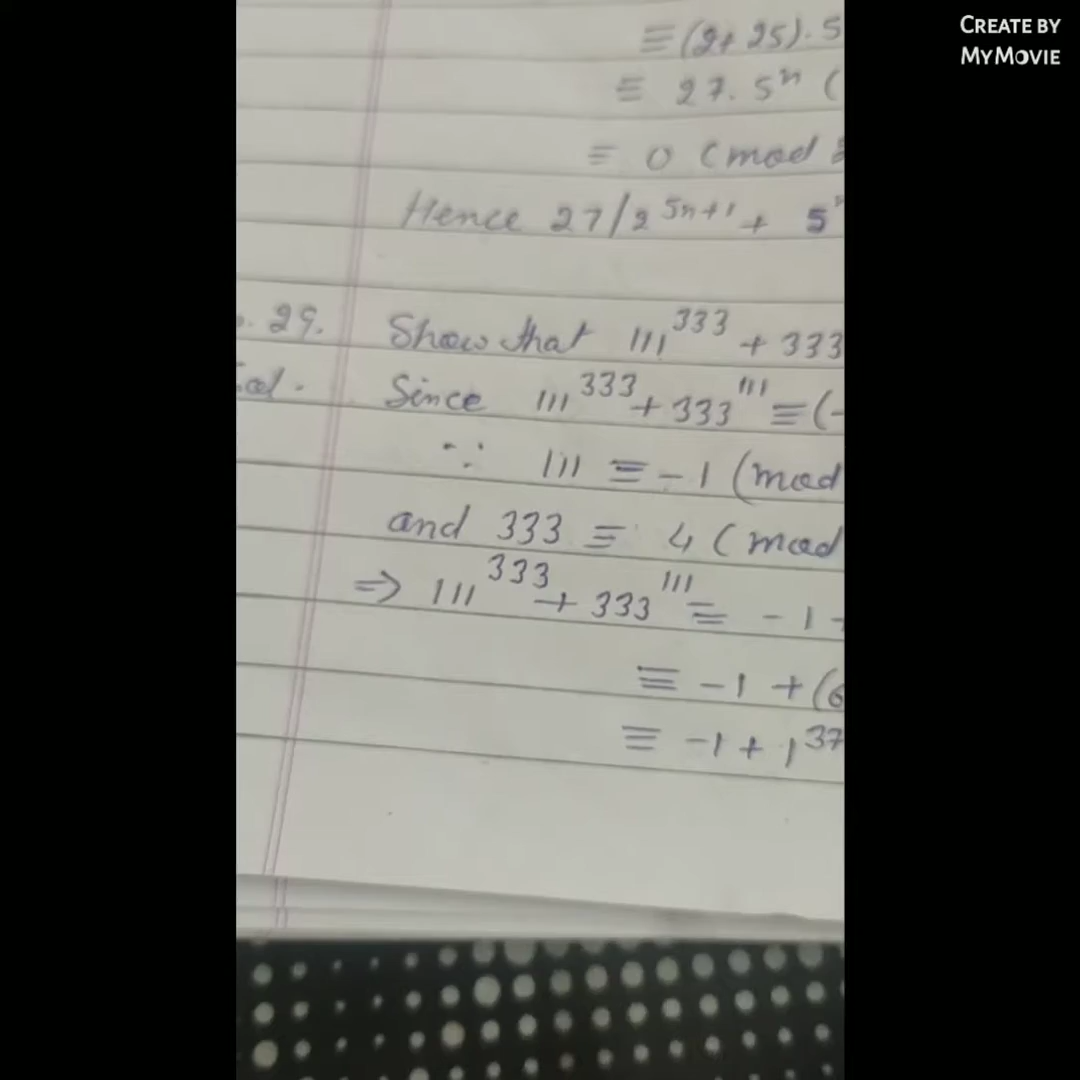 CREATE BY
MYMOVIE
≡ (2+25).5
≡ 27.5ⁿ (
≡ 0 (mod
Hence 27/2⁵ⁿ⁺¹ + 5
29. Show that 111³³³ + 333
Sol. Since 111³³³ + 333¹¹¹ ≡ (-
∵ 111 ≡ -1 (mod
and 333 ≡ 4 (mod
⇒ 111³³³ + 333¹¹¹ ≡ -1 -
≡ -1 + (6
≡ -1 + 1³⁷